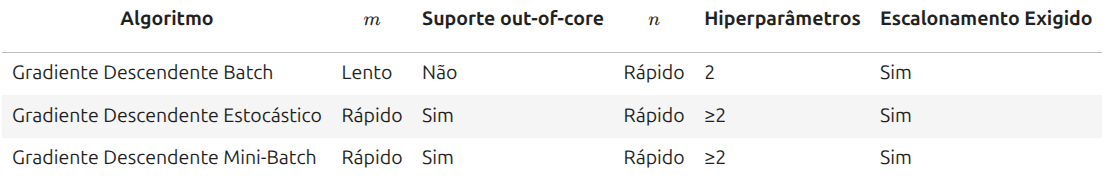 Algoritmo m Suporte out-of-core n Hiperparâmetros Escalonamento Exigido
Gradiente Descendente Batch Lento Não Rápido 2 Sim
Gradiente Descendente Estocástico Rápido Sim Rápido ≥2 Sim
Gradiente Descendente Mini-Batch Rápido Sim Rápido ≥2 Sim